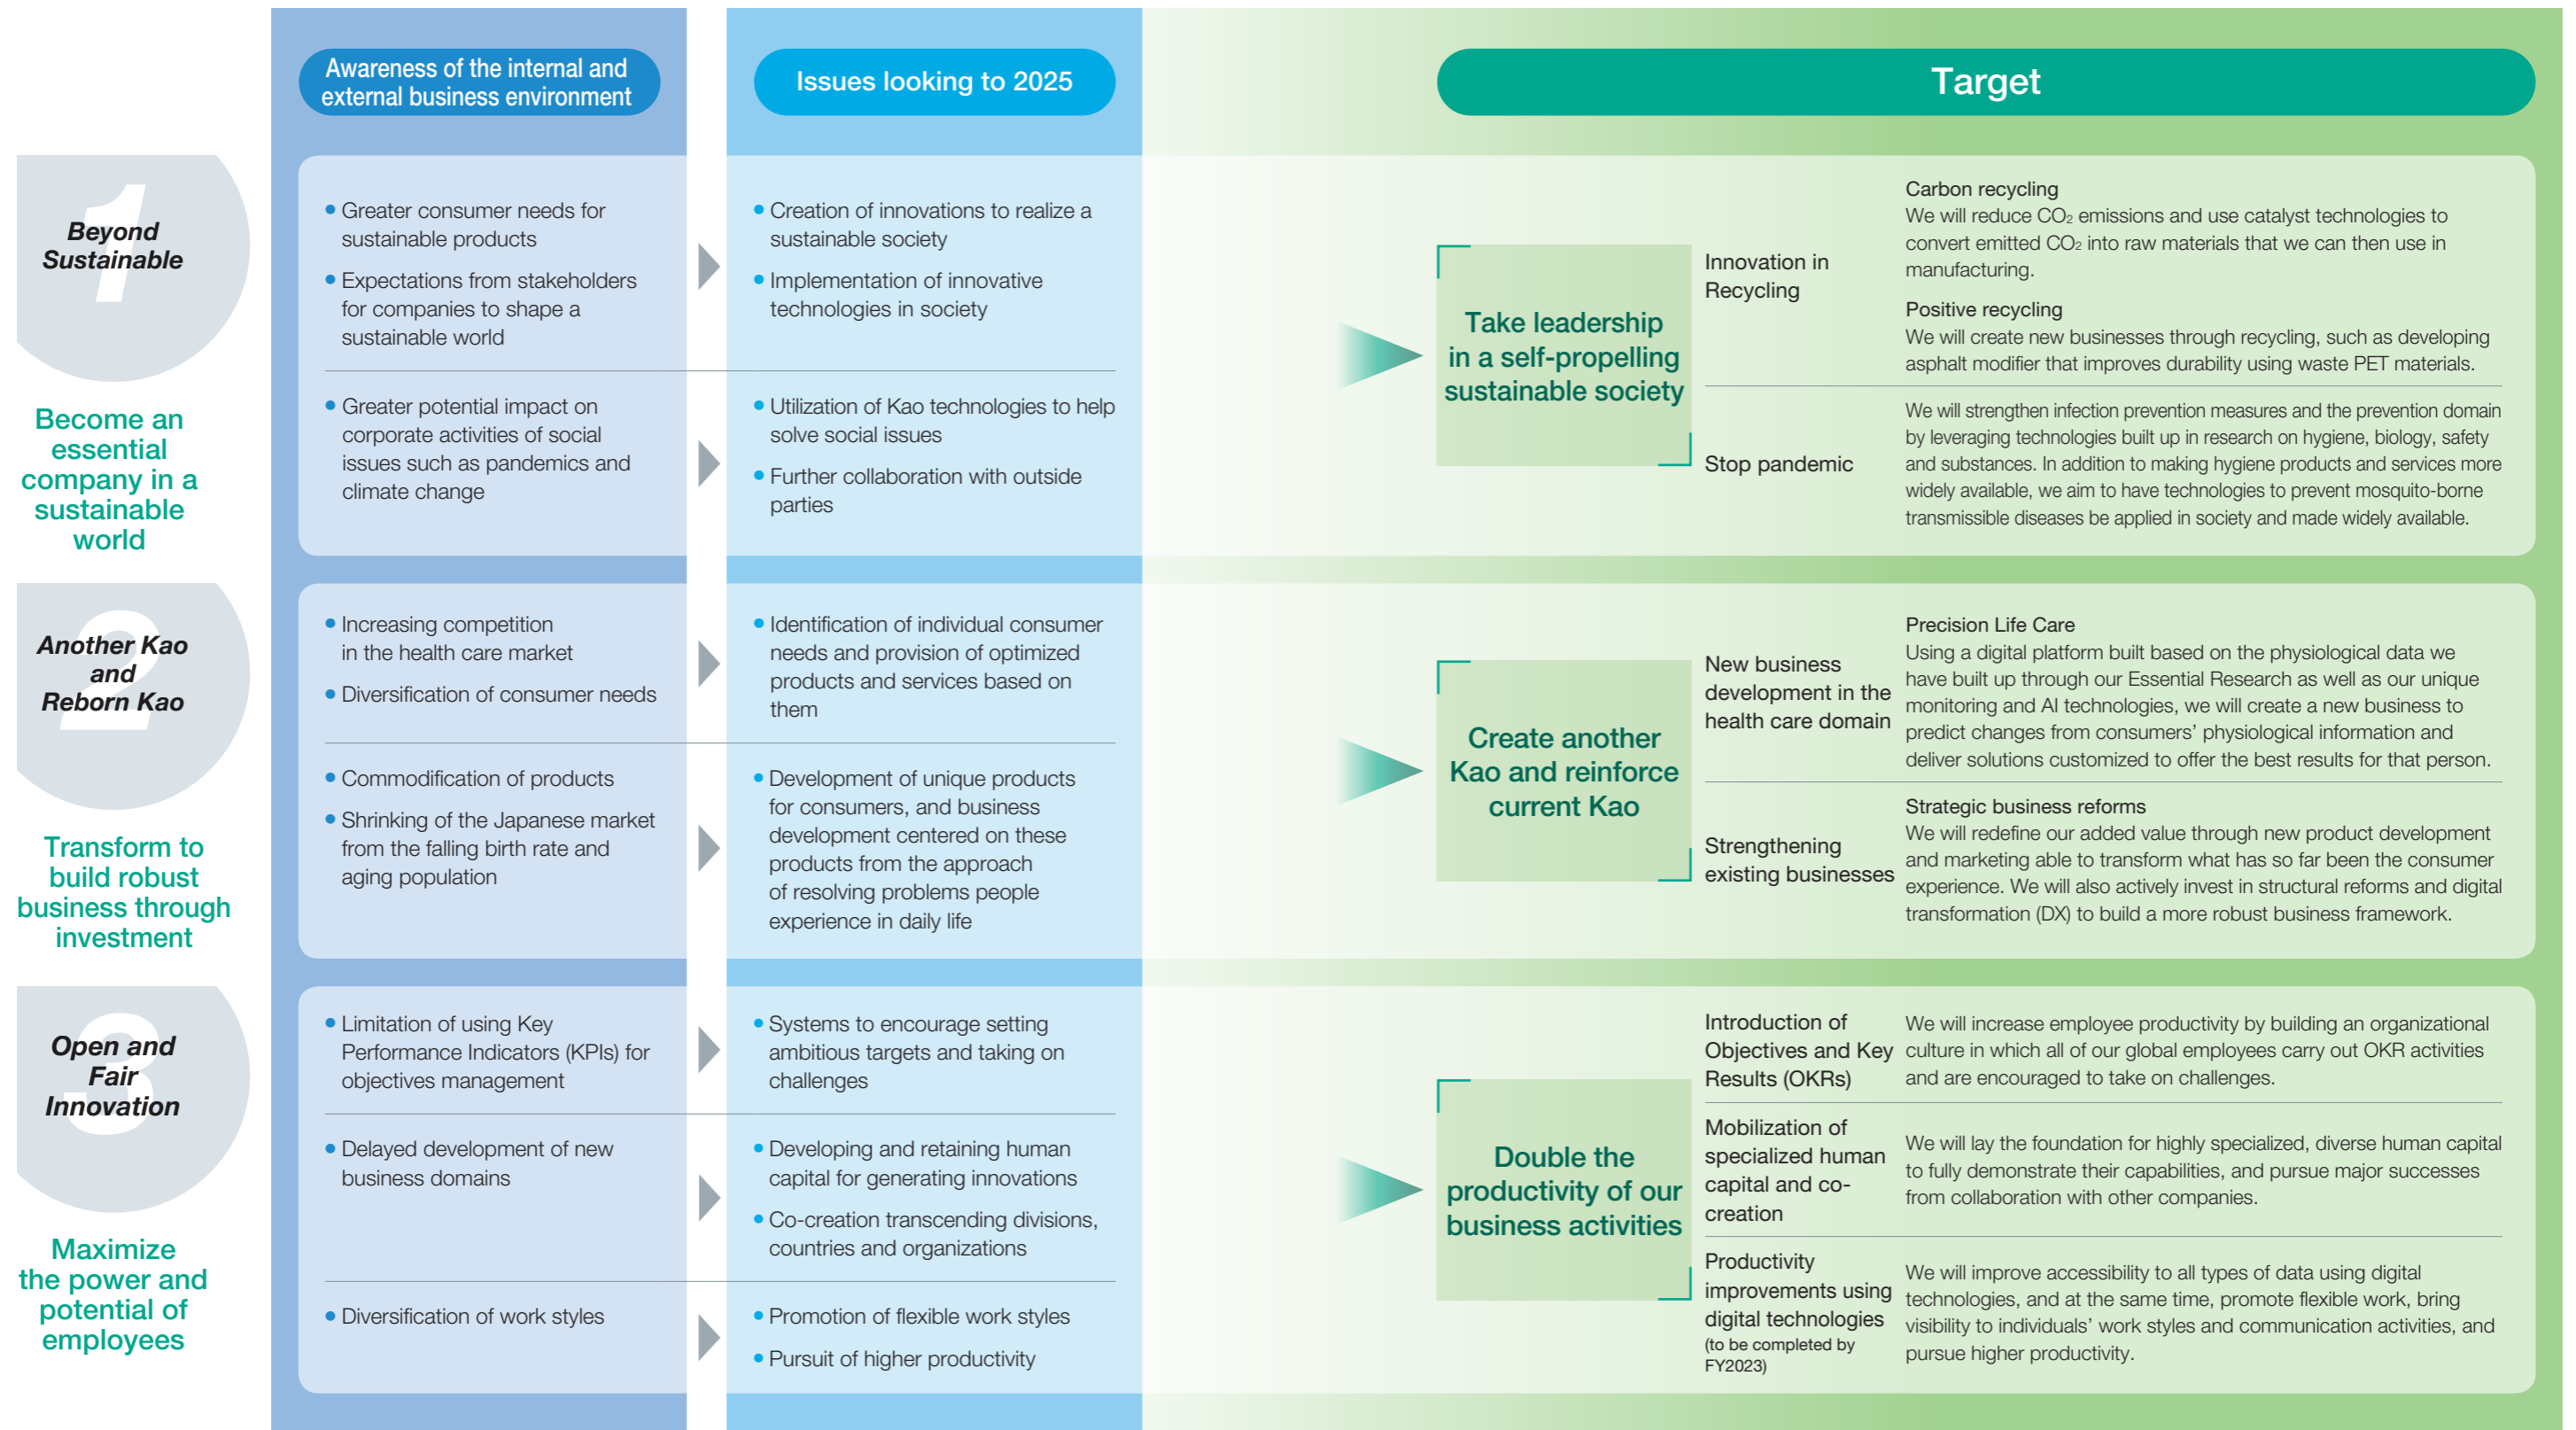 Awareness of the internal and
external business environment
Issues looking to 2025
Target
1
Beyond
Sustainable
Become an
essential
company in a
sustainable
world
• Greater consumer needs for
sustainable products
• Expectations from stakeholders
for companies to shape a
sustainable world
• Creation of innovations to realize a
sustainable society
• Implementation of innovative
technologies in society
• Greater potential impact on
corporate activities of social
issues such as pandemics and
climate change
• Utilization of Kao technologies to help
solve social issues
• Further collaboration with outside
parties
Take leadership
in a self-propelling
sustainable society
Innovation in
Recycling
Carbon recycling
We will reduce CO₂ emissions and use catalyst technologies to
convert emitted CO₂ into raw materials that we can then use in
manufacturing.
Positive recycling
We will create new businesses through recycling, such as developing
asphalt modifier that improves durability using waste PET materials.
Stop pandemic
We will strengthen infection prevention measures and the prevention domain
by leveraging technologies built up in research on hygiene, biology, safety
and substances. In addition to making hygiene products and services more
widely available, we aim to have technologies to prevent mosquito-borne
transmissible diseases be applied in society and made widely available.
2
Another Kao
and
Reborn Kao
Transform to
build robust
business through
investment
• Increasing competition
in the health care market
• Diversification of consumer needs
• Identification of individual consumer
needs and provision of optimized
products and services based on
them
• Commodification of products
• Shrinking of the Japanese market
from the falling birth rate and
aging population
• Development of unique products
for consumers, and business
development centered on these
products from the approach
of resolving problems people
experience in daily life
Create another
Kao and reinforce
current Kao
New business
development in the
health care domain
Precision Life Care
Using a digital platform built based on the physiological data we
have built up through our Essential Research as well as our unique
monitoring and AI technologies, we will create a new business to
predict changes from consumers’ physiological information and
deliver solutions customized to offer the best results for that person.
Strengthening
existing businesses
Strategic business reforms
We will redefine our added value through new product development
and marketing able to transform what has so far been the consumer
experience. We will also actively invest in structural reforms and digital
transformation (DX) to build a more robust business framework.
3
Open and
Fair
Innovation
Maximize
the power and
potential of
employees
• Limitation of using Key
Performance Indicators (KPIs) for
objectives management
• Systems to encourage setting
ambitious targets and taking on
challenges
• Delayed development of new
business domains
• Developing and retaining human
capital for generating innovations
• Co-creation transcending divisions,
countries and organizations
• Diversification of work styles
• Promotion of flexible work styles
• Pursuit of higher productivity
Double the
productivity of our
business activities
Introduction of
Objectives and Key
Results (OKRs)
We will increase employee productivity by building an organizational
culture in which all of our global employees carry out OKR activities
and are encouraged to take on challenges.
Mobilization of
specialized human
capital and co-
creation
We will lay the foundation for highly specialized, diverse human capital
to fully demonstrate their capabilities, and pursue major successes
from collaboration with other companies.
Productivity
improvements using
digital technologies
(to be completed by
FY2023)
We will improve accessibility to all types of data using digital
technologies, and at the same time, promote flexible work, bring
visibility to individuals’ work styles and communication activities, and
pursue higher productivity.